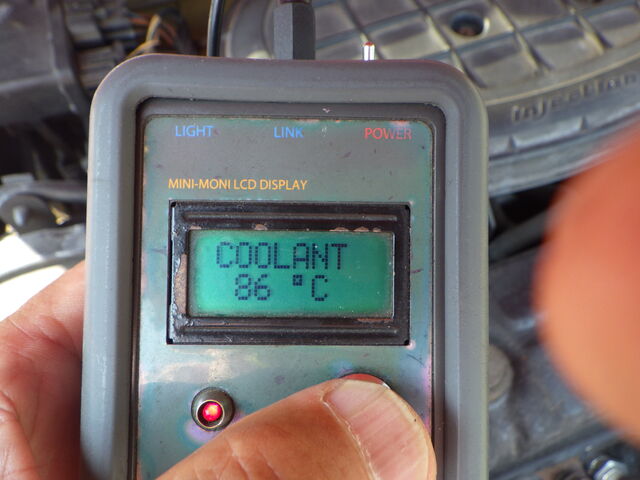 Injection
LIGHT LINK POWER
MINI-MONI LCD DISPLAY
COOLANT
86 °C